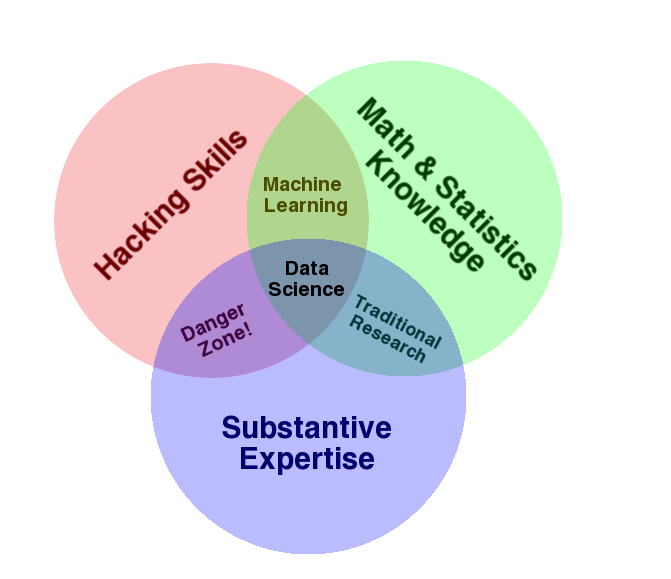 Hacking Skills
Math & Statistics
Knowledge
Machine
Learning
Data
Science
Danger
Zone!
Traditional
Research
Substantive
Expertise